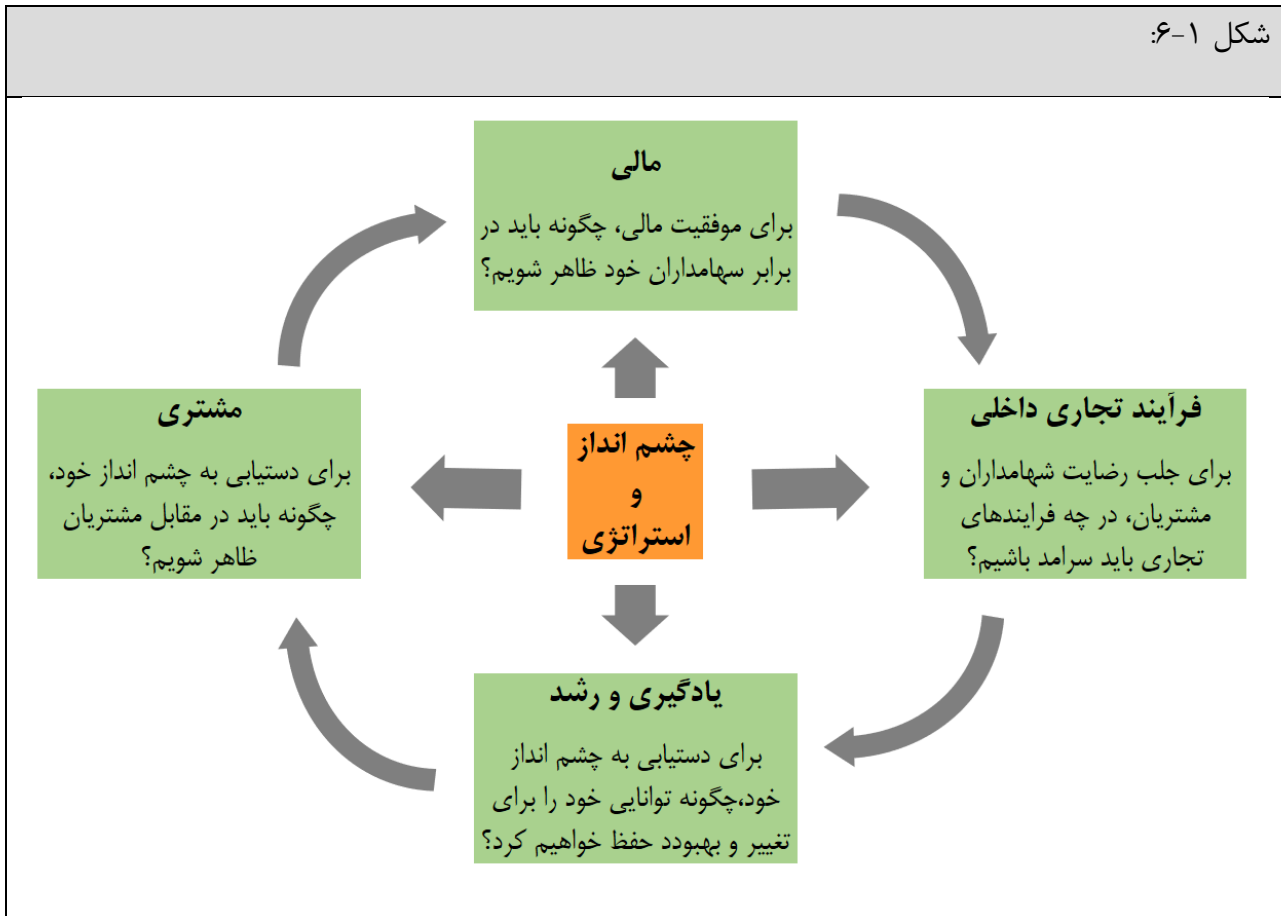 شکل ۱-۶:
مالی
برای موفقیت مالی، چگونه باید در
برابر سهامداران خود ظاهر شویم؟
فرآیند تجاری داخلی
برای جلب رضایت شهامداران و
مشتریان، در چه فرایندهای
تجاری باید سرامد باشیم؟
چشم انداز
و
استراتژی
مشتری
برای دستیابی به چشم انداز خود،
چگونه باید در مقابل مشتریان
ظاهر شویم؟
یادگیری و رشد
برای دستیابی به چشم انداز
خود،چگونه توانایی خود را برای
تغییر و بهبودد حفظ خواهیم کرد؟